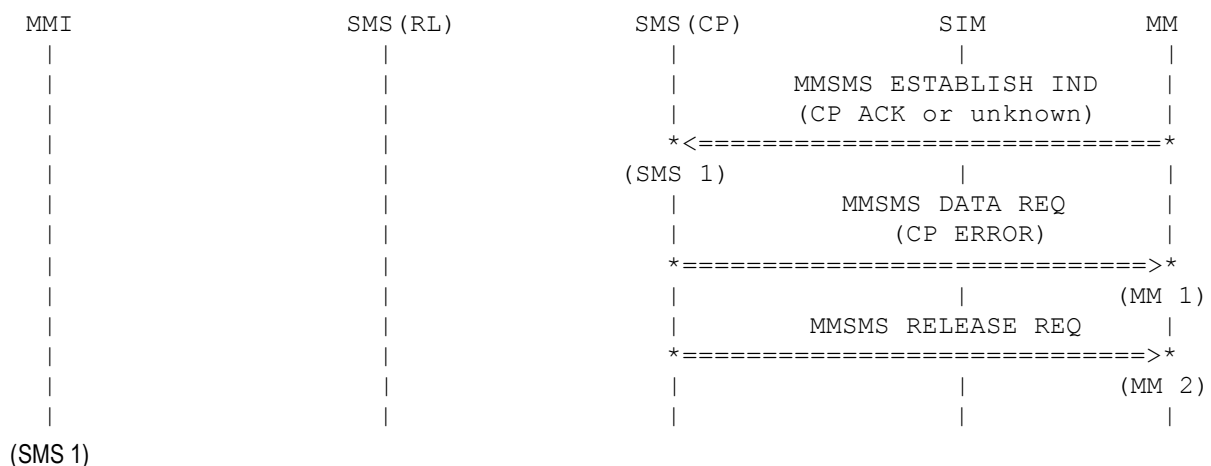 MMI SMS(RL) SMS(CP) SIM MM
MMSMS ESTABLISH IND
(CP ACK or unknown)
*<=============================*
(SMS 1)
MMSMS DATA REQ
(CP ERROR)
*=============================>*
(MM 1)
MMSMS RELEASE REQ
*=============================>*
(MM 2)
(SMS 1)